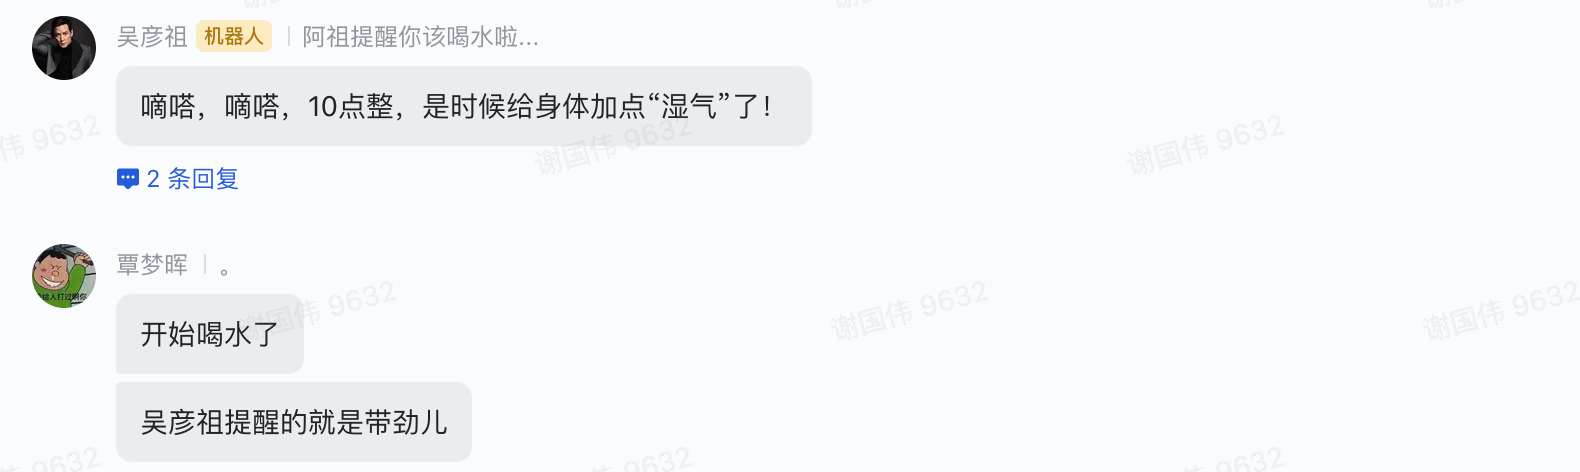 吴彦祖 机器人 | 阿祖提醒你该喝水啦...
嘀嗒，嘀嗒，10点整，是时候给身体加点“湿气”了！
2 条回复
覃梦晖 | 。
开始喝水了
吴彦祖提醒的就是带劲儿
谢国伟 9632